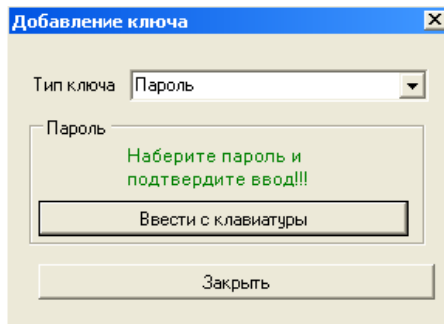 Добавление ключа
Тип ключа Пароль
Пароль
Наберите пароль и
подтвердите ввод!!!
Ввести с клавиатуры
Закрыть